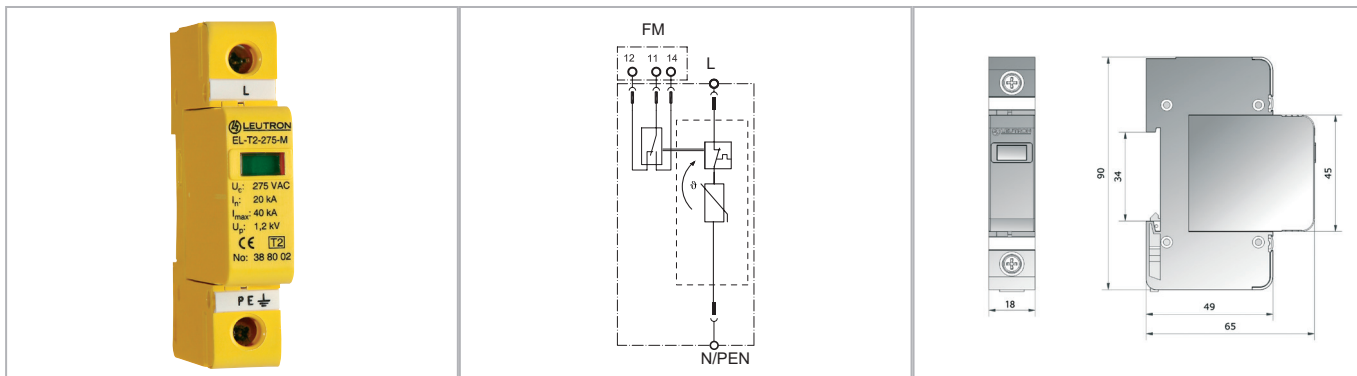 L
LEUTRON
EL-T2-275-M
Uc: 275 VAC
In: 20 kA
Imax: 40 kA
Up: 1,2 kV
CE T2
No: 38 80 02
PE
FM
12 11 14
L
ϑ
N/PEN
LEUTRON
18
90
34
45
49
65